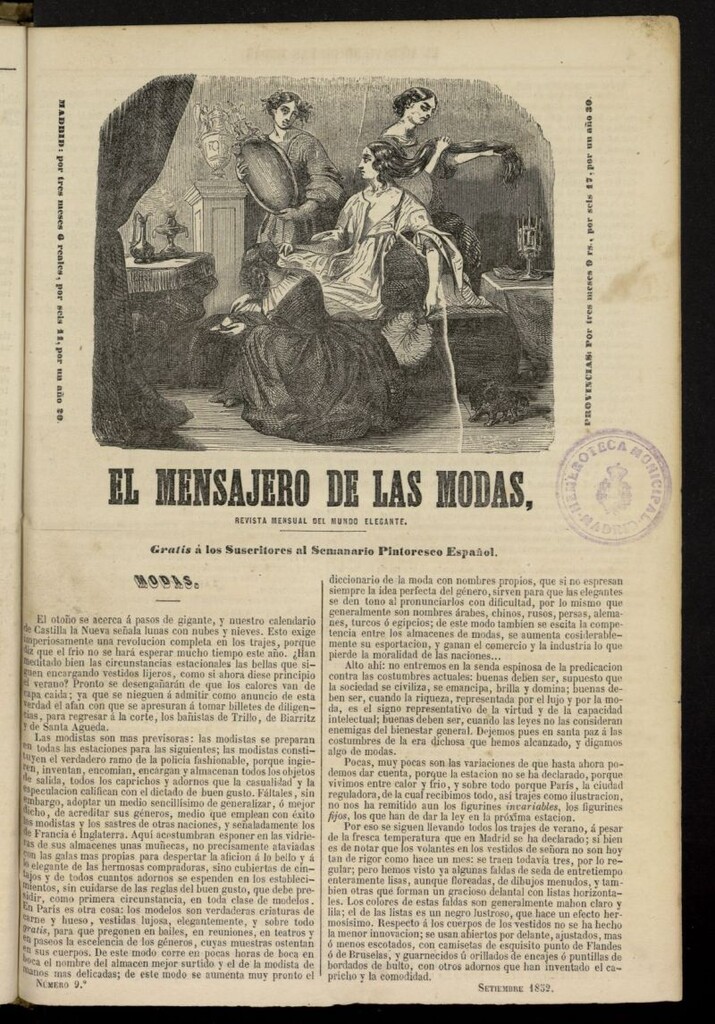 MADRID: por tres meses 6 reales, por seis 11, por un año 20.
PROVINCIAS: Por tres meses 9 rs., por seis 17, por un año 30.
EL MENSAJERO DE LAS MODAS,
REVISTA MENSUAL DEL MUNDO ELEGANTE.
Gratis á los Suscritores al Semanario Pintoresco Español.
HEMEROTECA MUNICIPAL
MADRID
MODAS.
El otoño se acerca á pasos de gigante, y nuestro calendario
de Castilla la Nueva señala lunas con nubes y nieves. Esto exige
imperiosamente una revolucion completa en los trajes, porque
diz que el frio no se hará esperar mucho tiempo este año. ¿Han
meditado bien las circunstancias estacionales las bellas que si-
guen encargando vestidos lijeros, como si ahora diese principio
el verano? Pronto se desengañarán de que los calores van de
capa caida; ya que se nieguen á admitir como anuncio de esta
verdad el afan con que se apresuran á tomar billetes de diligen-
cias, para regresar á la corte, los bañistas de Trillo, de Biarritz
y de Santa Agueda.
Las modistas son mas previsoras: las modistas se preparan
en todas las estaciones para las siguientes; las modistas consti-
tuyen el verdadero ramo de la policía fashionable, porque ingie-
ren, inventan, encomian, encargan y almacenan todos los objetos
de salida, todos los caprichos y adornos que la casualidad y la
especulacion califican con el dictado de buen gusto. Fáltales, sin
embargo, adoptar un medio sencillísimo de generalizar, ó mejor
dicho, de acreditar sus géneros, medio que emplean con éxito
los modistas y los sastres de otras naciones, y señaladamente los
de Francia é Inglaterra. Aqui acostumbran esponer en las vidrie-
ras de sus almacenes unas muñecas, no precisamente ataviadas
con las galas mas propias para despertar la aficion á lo bello y á
lo elegante de las hermosas compradoras, sino cubiertas de cin-
tajos y de todos cuantos adornos se espenden en los estableci-
mientos, sin cuidarse de las reglas del buen gusto, que debe pre-
sidir, como primera circunstancia, en toda clase de modelos.
En París es otra cosa: los modelos son verdaderas criaturas de
carne y hueso, vestidas lujosa, elegantemente, y sobre todo
gratis, para que pregonen en bailes, en reuniones, en teatros y
en paseos la escelencia de los géneros, cuyas muestras ostentan
en sus cuerpos. De este modo corre en pocas horas de boca en
boca el nombre del almacen mejor surtido y el de la modista de
manos mas delicadas; de este modo se aumenta muy pronto el
NÚMERO 9.º
diccionario de la moda con nombres propios, que si no espresan
siempre la idea perfecta del género, sirven para que las elegantes
se den tono al pronunciarlos con dificultad, por lo mismo que
generalmente son nombres árabes, chinos, rusos, persas, alema-
nes, turcos ó egipcios; de este modo tambien se escita la compe-
tencia entre los almacenes de modas, se aumenta cosiderable-
mente su esportacion, y ganan el comercio y la industria lo que
pierde la moralidad de las naciones...
Alto ahí: no entremos en la senda espinosa de la predicacion
contra las costumbres actuales: buenas deben ser, supuesto que
la sociedad se civiliza, se emancipa, brilla y domina; buenas de-
ben ser, cuando la riqueza, representada por el lujo y por la mo-
da, es el signo representativo de la virtud y de la capacidad
intelectual; buenas deben ser, cuando las leyes no las consideran
enemigas del bienestar general. Dejemos pues en santa paz á las
costumbres de la era dichosa que hemos alcanzado, y digamos
algo de modas.
Pocas, muy pocas son las variaciones de que hasta ahora po-
demos dar cuenta, porque la estacion no se ha declarado, porque
vivimos entre calor y frio, y sobre todo porque París, la ciudad
reguladora, de la cual recibimos todo, asi trajes como ilustracion,
no nos ha remitido aun los figurines invariables, los figurines
fijos, los que han de dar la ley en la próxima estacion.
Por eso se siguen llevando todos los trajes de verano, á pesar
de la fresca temperatura que en Madrid se ha declarado; si bien
es de notar que los volantes en los vestidos de señora no son hoy
tan de rigor como hace un mes: se traen todavía tres, por lo re-
gular; pero hemos visto ya algunas faldas de seda de entretiempo
enteramente lisas, aunque floreadas, de dibujos menudos, y tam-
bien otras que forman un gracioso delantal con listas horizonta-
les. Los colores de estas faldas son generalmente mahon claro y
lila; el de las listas es un negro lustroso, que hace un efecto her-
mosísimo. Respecto á los cuerpos de los vestidos no se ha hecho
la menor innovacion; se usan abiertos por delante, ajustados, mas
ó menos escotados, con camisetas de esquisito punto de Flandes
ó de Bruselas, y guarnecidos ú orillados de encajes ó puntillas de
bordados de bulto, con otros adornos que han inventado el ca-
pricho y la comodidad.
SETIEMBRE 1852.